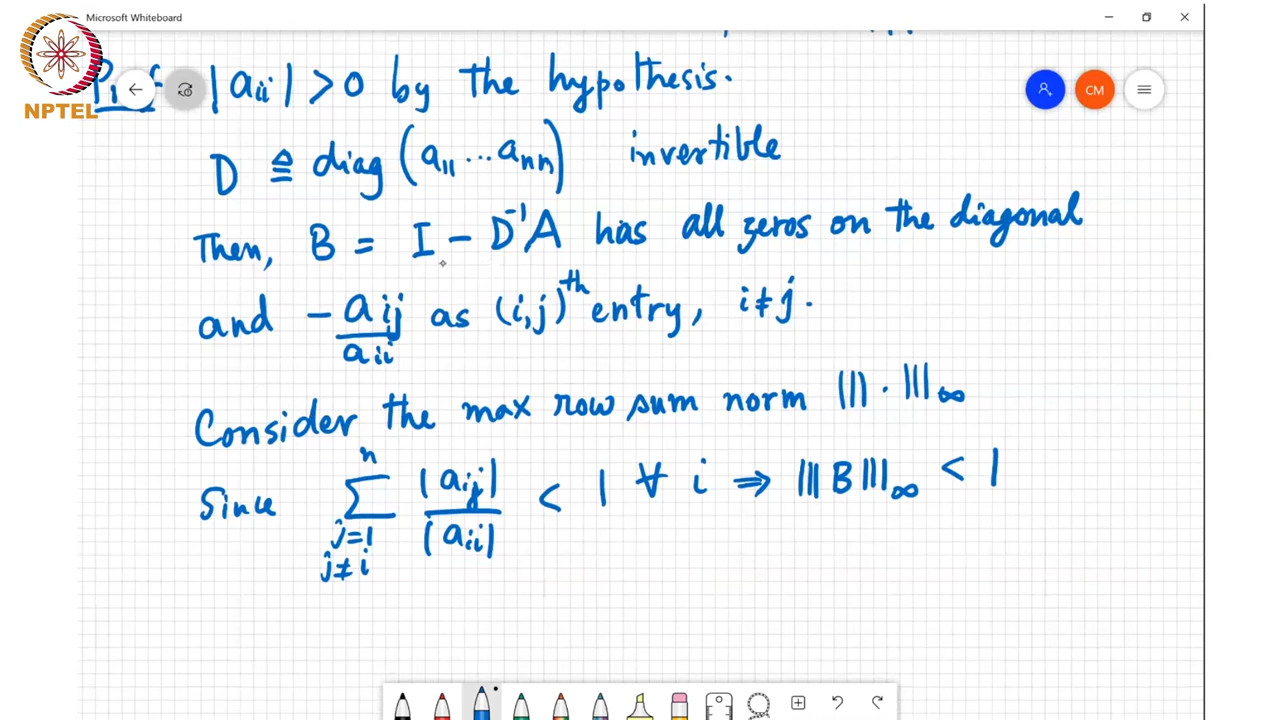 Microsoft Whiteboard
|aᵢᵢ| > 0 by the hypothesis.
NPTEL
CM
D ≜ diag (a₁₁ ... aₙₙ) invertible
Then, B = I - D⁻¹A has all zeros on the diagonal
and -aᵢⱼ/aᵢᵢ as (i,j)ᵗʰ entry, i ≠ j.
Consider the max row sum norm |||·|||∞
Since ∑ⁿ_{j=1, j≠i} |aᵢⱼ|/|aᵢᵢ| < 1 ∀ i ⇒ |||B|||∞ < 1